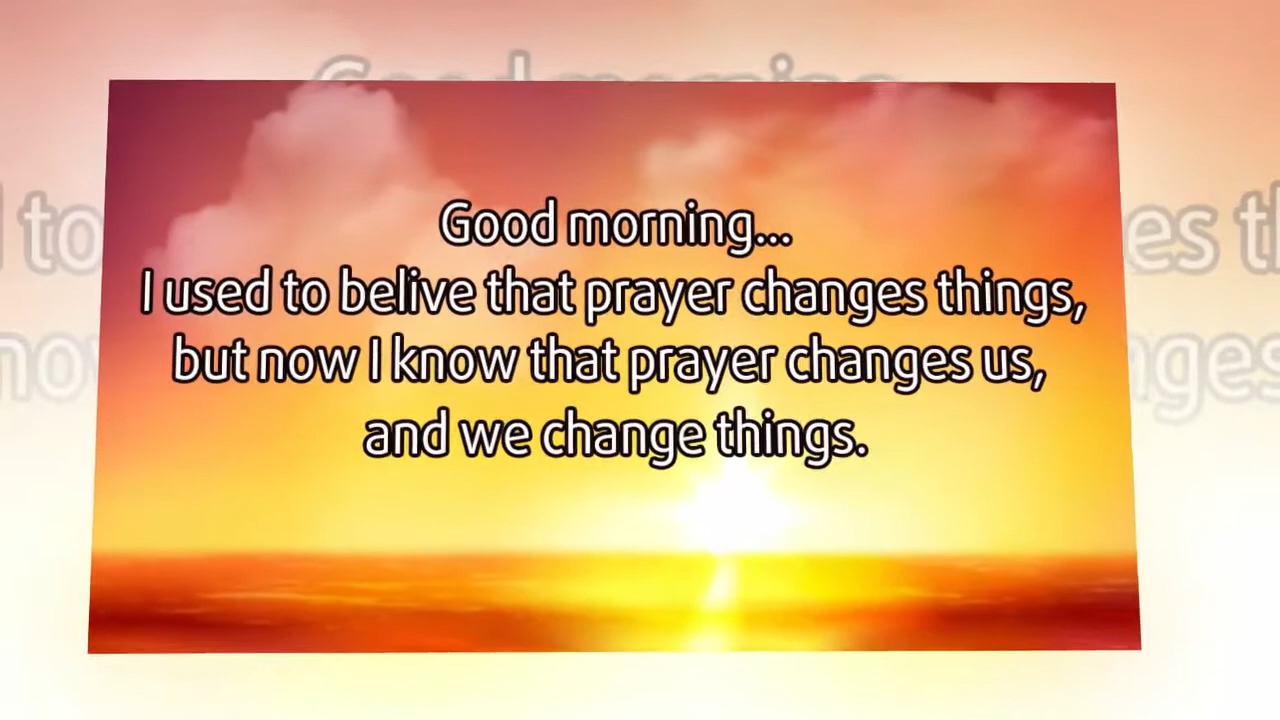 Good morning...
I used to belive that prayer changes things,
but now I know that prayer changes us,
and we change things.